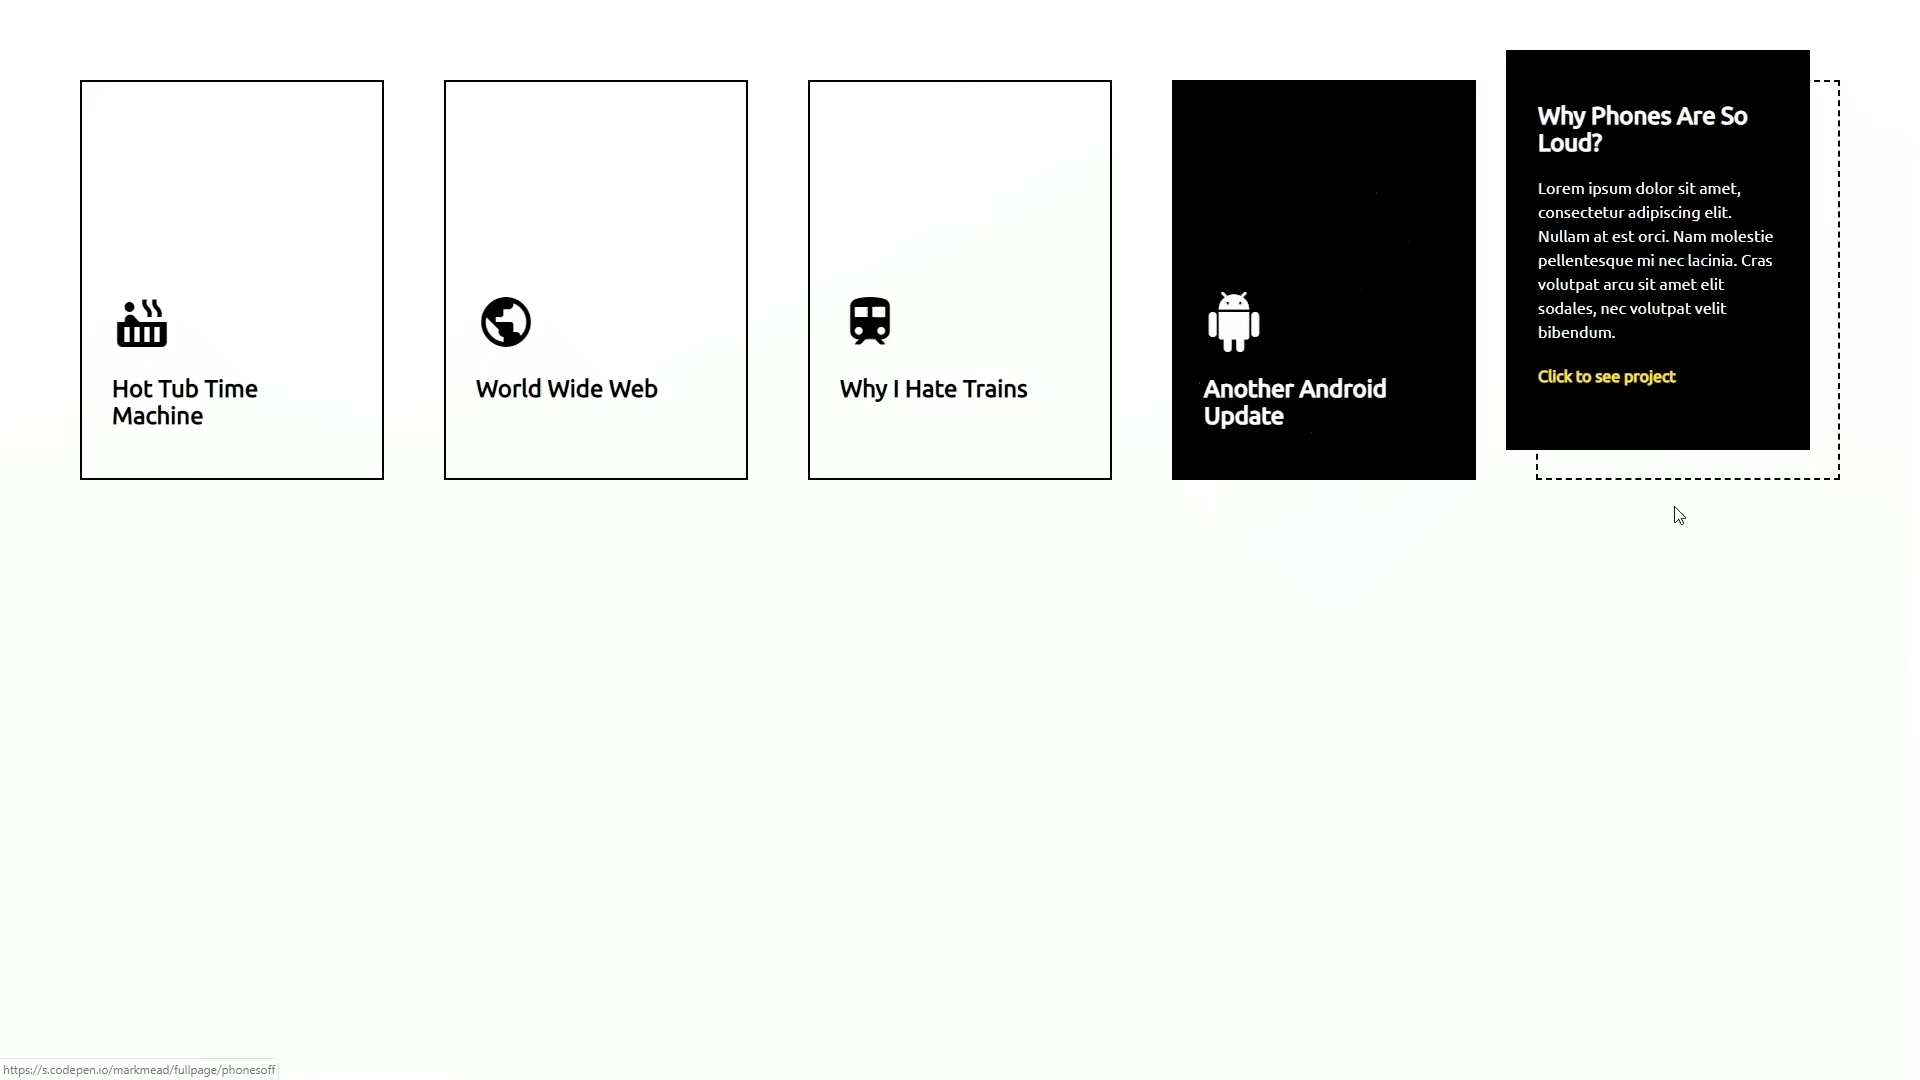 Hot Tub Time
Machine
World Wide Web
Why I Hate Trains
Another Android
Update
Why Phones Are So
Loud?
Lorem ipsum dolor sit amet,
consectetur adipiscing elit.
Nullam at est orci. Nam molestie
pellentesque mi nec lacinia. Cras
volutpat arcu sit amet elit
sodales, nec volutpat velit
bibendum.
Click to see project
https://s.codepen.io/markmead/fullpage/phonesoff